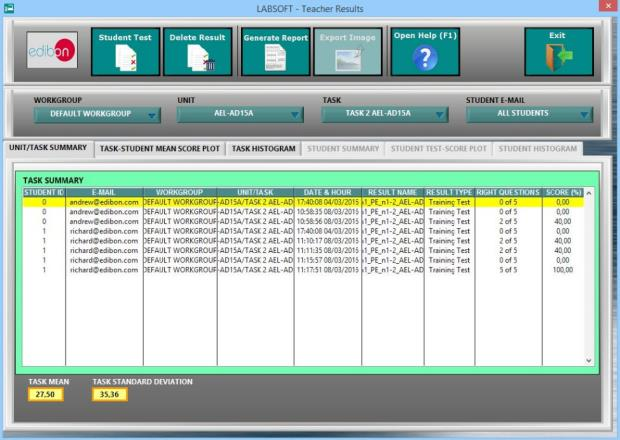 LABSOFT - Teacher Results
edibon
Student Test
Delete Result
Generate Report
Export Image
Open Help (F1)
Exit
WORKGROUP UNIT TASK STUDENT E-MAIL
DEFAULT WORKGROUP AEL-AD15A TASK 2 AEL-AD15A ALL STUDENTS
UNIT/TASK SUMMARY TASK-STUDENT MEAN SCORE PLOT TASK HISTOGRAM STUDENT SUMMARY STUDENT TEST-SCORE PLOT STUDENT HISTOGRAM
TASK SUMMARY
STUDENT ID E-MAIL WORKGROUP UNIT/TASK DATE & HOUR RESULT NAME RESULT TYPE RIGHT QUESTIONS SCORE (%)
0 andrew@edibon.com DEFAULT WORKGROUP -AD15A/TASK 2 AEL-AD 17:40:08 04/03/2015 1_PE_n1-2_AEL-AD Training Test 0 of 5 0,00
0 andrew@edibon.com DEFAULT WORKGROUP -AD15A/TASK 2 AEL-AD 10:58:35 08/03/2015 1_PE_n1-2_AEL-AD Training Test 0 of 5 0,00
0 andrew@edibon.com DEFAULT WORKGROUP -AD15A/TASK 2 AEL-AD 10:58:56 08/03/2015 1_PE_n1-2_AEL-AD Training Test 2 of 5 40,00
1 richard@edibon.com DEFAULT WORKGROUP -AD15A/TASK 2 AEL-AD 17:40:08 04/03/2015 1_PE_n1-2_AEL-AD Training Test 0 of 5 0,00
1 richard@edibon.com DEFAULT WORKGROUP -AD15A/TASK 2 AEL-AD 11:10:17 08/03/2015 1_PE_n1-2_AEL-AD Training Test 2 of 5 40,00
1 richard@edibon.com DEFAULT WORKGROUP -AD15A/TASK 2 AEL-AD 11:11:35 08/03/2015 1_PE_n1-2_AEL-AD Training Test 2 of 5 40,00
1 richard@edibon.com DEFAULT WORKGROUP -AD15A/TASK 2 AEL-AD 11:15:57 08/03/2015 1_PE_n1-2_AEL-AD Training Test 0 of 5 0,00
1 richard@edibon.com DEFAULT WORKGROUP -AD15A/TASK 2 AEL-AD 11:17:51 08/03/2015 1_PE_n1-2_AEL-AD Training Test 5 of 5 100,00
TASK MEAN TASK STANDARD DEVIATION
27,50 35,36